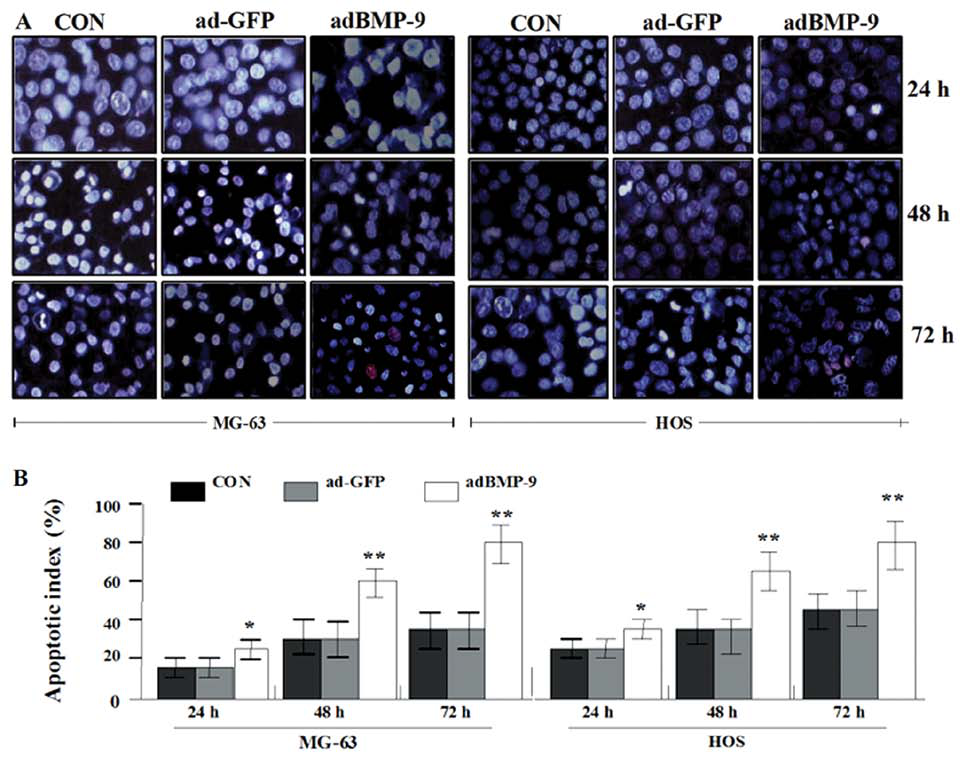 A CON ad-GFP adBMP-9 CON ad-GFP adBMP-9
24 h
48 h
72 h
MG-63 HOS
B CON ad-GFP adBMP-9
Apoptotic index (%)
100
80
60
40
20
0
* ** ** * ** **
24 h 48 h 72 h 24 h 48 h 72 h
MG-63 HOS